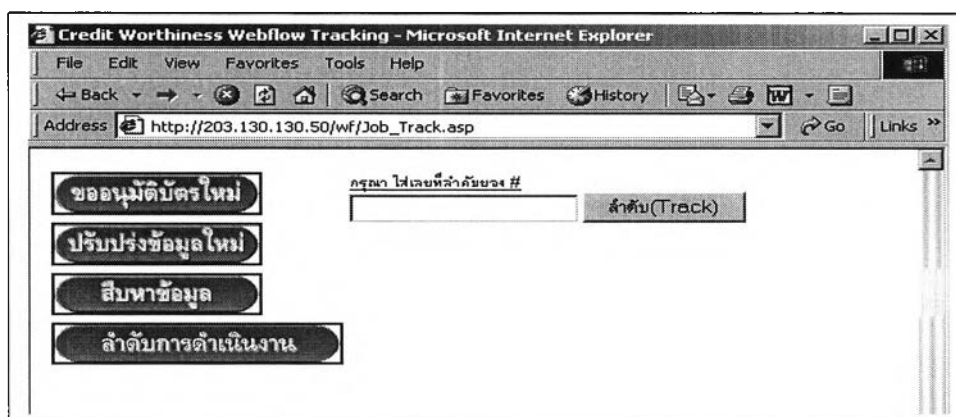 Credit Worthiness Webflow Tracking - Microsoft Internet Explorer
File Edit View Favorites Tools Help
Back Search Favorites History
Address http://203.130.130.50/wf/Job_Track.asp Go Links »
ขออนุมัติบัตรใหม่
กรุณา ใส่เลขที่ลำดับของ #
ลำดับ(Track)
ปรับปรุงข้อมูลใหม่
สืบหาข้อมูล
ลำดับการดำเนินงาน